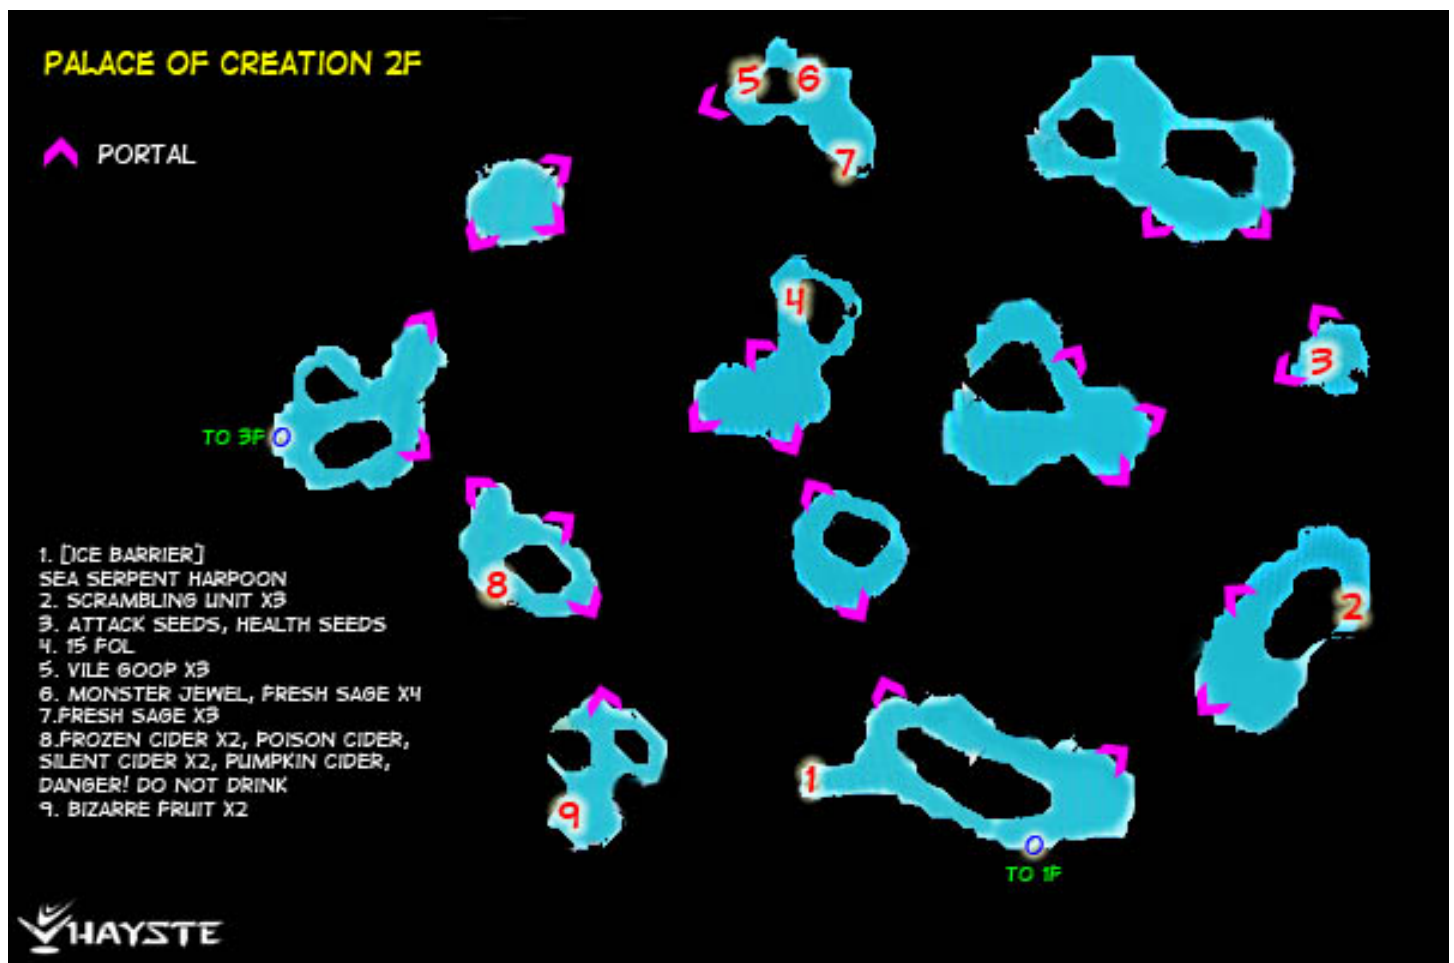 PALACE OF CREATION 2F
PORTAL
5
6
7
4
3
TO 3F 0
8
2
1. [ICE BARRIER]
SEA SERPENT HARPOON
2. SCRAMBLING UNIT X3
3. ATTACK SEEDS, HEALTH SEEDS
4. 15 FOL
5. VILE GOOP X3
6. MONSTER JEWEL, FRESH SAGE X4
7.FRESH SAGE X3
8.FROZEN CIDER X2, POISON CIDER,
SILENT CIDER X2, PUMPKIN CIDER,
DANGER! DO NOT DRINK
9. BIZARRE FRUIT X2
1
9
0
TO 1F
HAYSTE